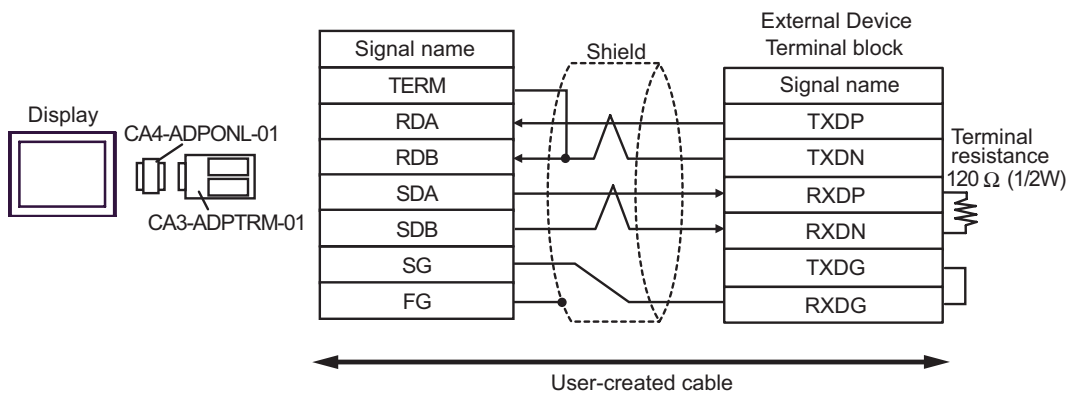 Display
CA4-ADPONL-01
CA3-ADPTRM-01
Signal name
TERM
RDA
RDB
SDA
SDB
SG
FG
Shield
External Device
Terminal block
Signal name
TXDP
TXDN
RXDP
RXDN
TXDG
RXDG
Terminal
resistance
120 Ω (1/2W)
User-created cable